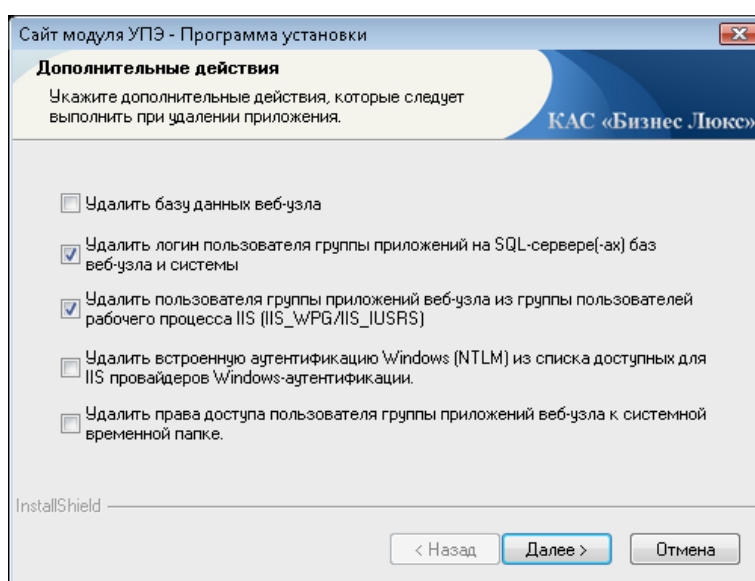 Сайт модуля УПЭ - Программа установки
Дополнительные действия
Укажите дополнительные действия, которые следует
выполнить при удалении приложения.
КАС «Бизнес Люкс»
Удалить базу данных веб-узла
Удалить логин пользователя группы приложений на SQL-сервере(-ах) баз
веб-узла и системы
Удалить пользователя группы приложений веб-узла из группы пользователей
рабочего процесса IIS (IIS_WPG/IIS_IUSRS)
Удалить встроенную аутентификацию Windows (NTLM) из списка доступных для
IIS провайдеров Windows-аутентификации.
Удалить права доступа пользователя группы приложений веб-узла к системной
временной папке.
InstallShield
< Назад
Далее >
Отмена